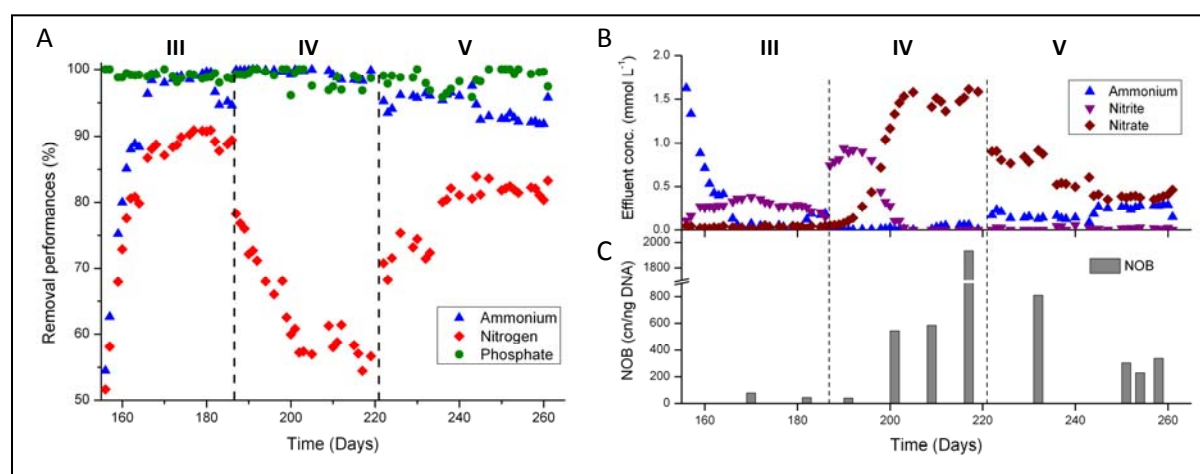 A
III
IV
V
Removal performances (%)
100
90
80
70
60
50
Ammonium
Nitrogen
Phosphate
160
180
200
220
240
260
Time (Days)
B
III
IV
V
Effluent conc. (mmol L⁻¹)
2.0
1.5
1.0
0.5
0.0
Ammonium
Nitrite
Nitrate
C
NOB (cn/ng DNA)
2000
1800
800
600
400
200
0
NOB
160
180
200
220
240
260
Time (Days)